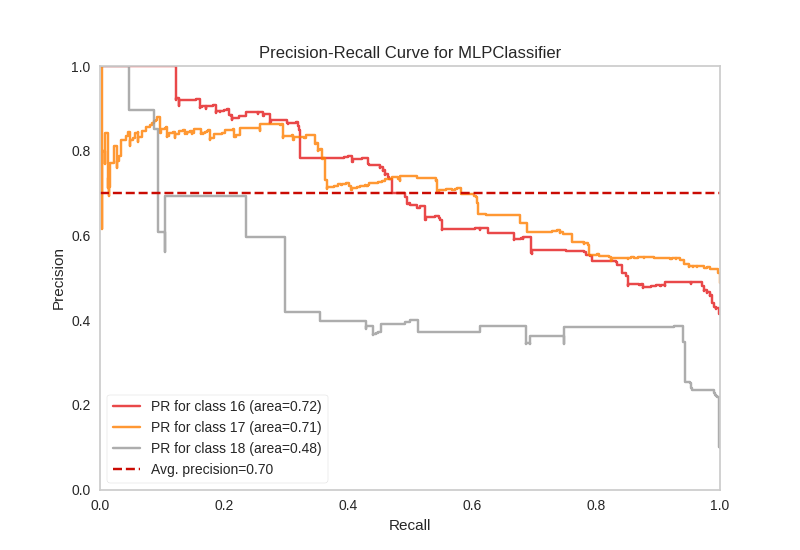 Precision-Recall Curve for MLPClassifier
1.0
0.8
0.6
0.4
0.2
0.0
Precision
PR for class 16 (area=0.72)
PR for class 17 (area=0.71)
PR for class 18 (area=0.48)
Avg. precision=0.70
0.0 0.2 0.4 0.6 0.8 1.0
Recall